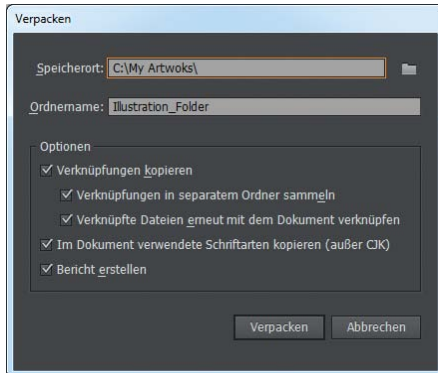 Verpacken
Speicherort: C:\My Artwoks\
Ordnername: Illustration_Folder
Optionen
Verknüpfungen kopieren
Verknüpfungen in separatem Ordner sammeln
Verknüpfte Dateien erneut mit dem Dokument verknüpfen
Im Dokument verwendete Schriftarten kopieren (außer CJK)
Bericht erstellen
Verpacken Abbrechen